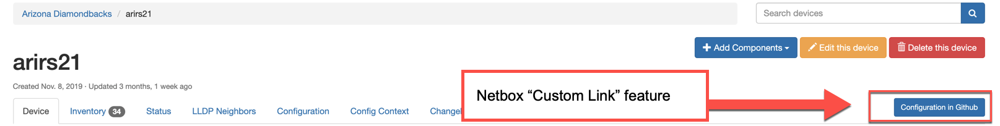 Arizona Diamondbacks / arirs21
Search devices
Add Components
Edit this device
Delete this device
arirs21
Created Nov. 8, 2019 · Updated 3 months, 1 week ago
Netbox “Custom Link” feature
Device Inventory 34 Status LLDP Neighbors Configuration Config Context Changel
Configuration in Github